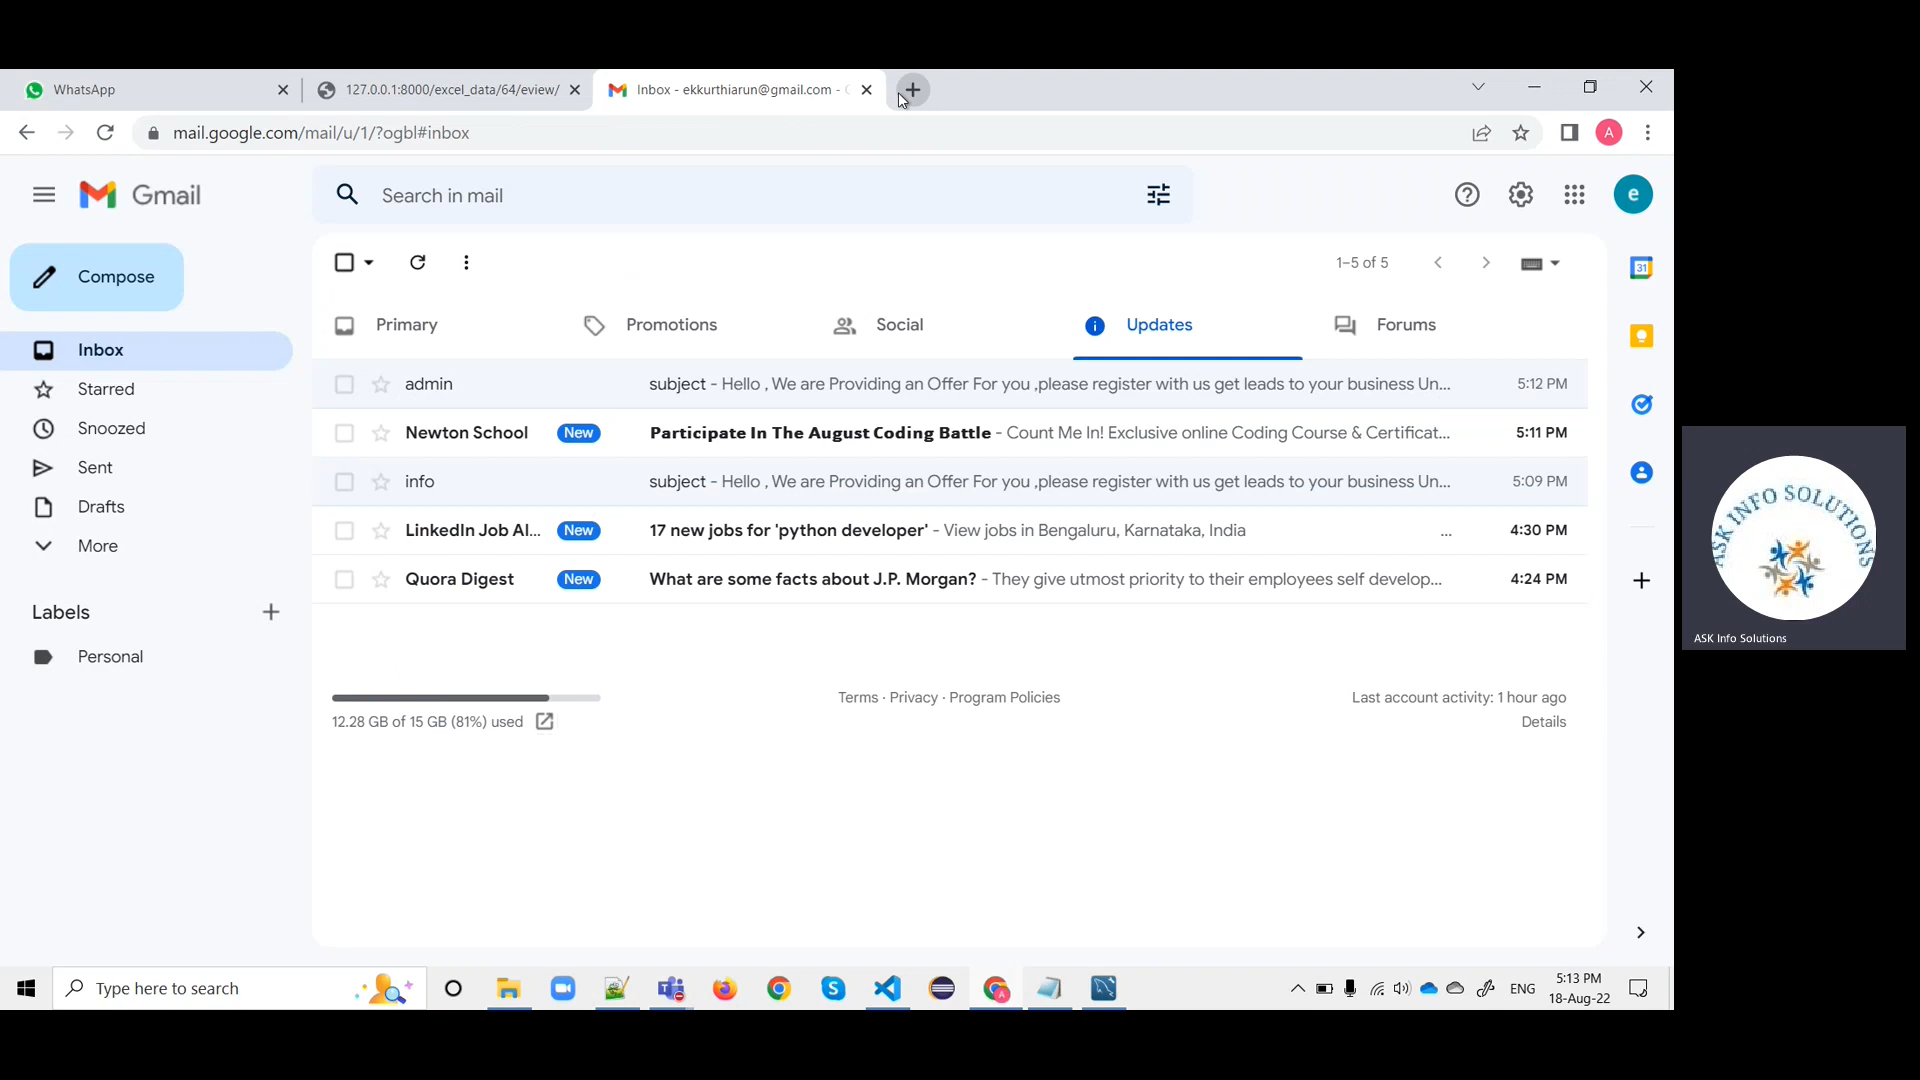 WhatsApp
127.0.0.1:8000/excel_data/64/eview/
Inbox - ekkurthiarun@gmail.com -
mail.google.com/mail/u/1/?ogbl#inbox
A
Gmail
Search in mail
e
Compose
1–5 of 5
31
Primary
Promotions
Social
Updates
Forums
Inbox
Starred
Snoozed
Sent
Drafts
More
Labels
Personal
admin subject - Hello , We are Providing an Offer For you ,please register with us get leads to your business Un... 5:12 PM
Newton School New Participate In The August Coding Battle - Count Me In! Exclusive online Coding Course & Certificat... 5:11 PM
info subject - Hello , We are Providing an Offer For you ,please register with us get leads to your business Un... 5:09 PM
LinkedIn Job Al... New 17 new jobs for 'python developer' - View jobs in Bengaluru, Karnataka, India ... 4:30 PM
Quora Digest New What are some facts about J.P. Morgan? - They give utmost priority to their employees self develop... 4:24 PM
12.28 GB of 15 GB (81%) used
Terms · Privacy · Program Policies
Last account activity: 1 hour ago
Details
ASK INFO SOLUTIONS
ASK Info Solutions
Type here to search
ENG
5:13 PM
18-Aug-22